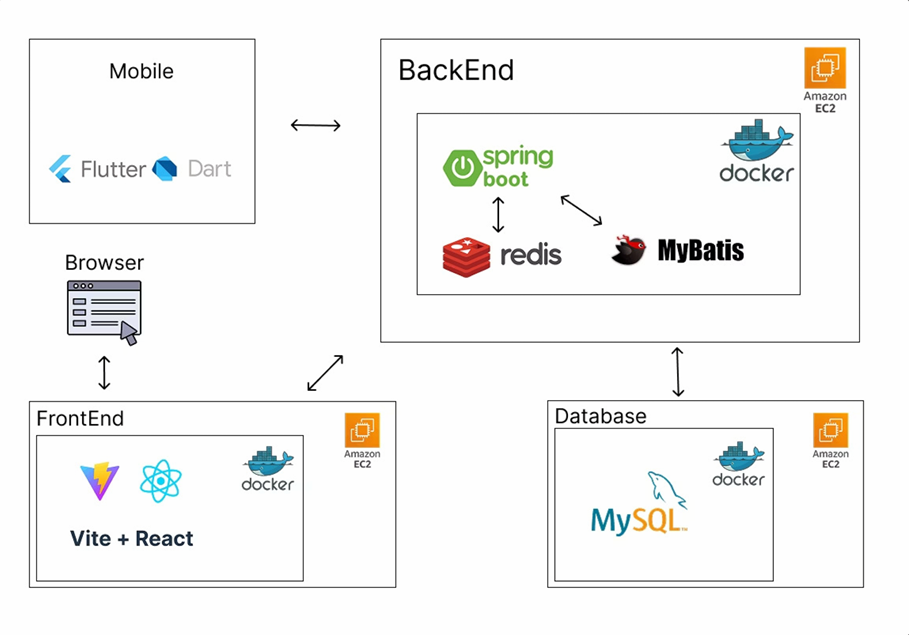 Mobile
Flutter Dart
BackEnd
Amazon
EC2
spring
boot
docker
redis
MyBatis
Browser
FrontEnd
Amazon
EC2
docker
Vite + React
Database
Amazon
EC2
docker
MySQL